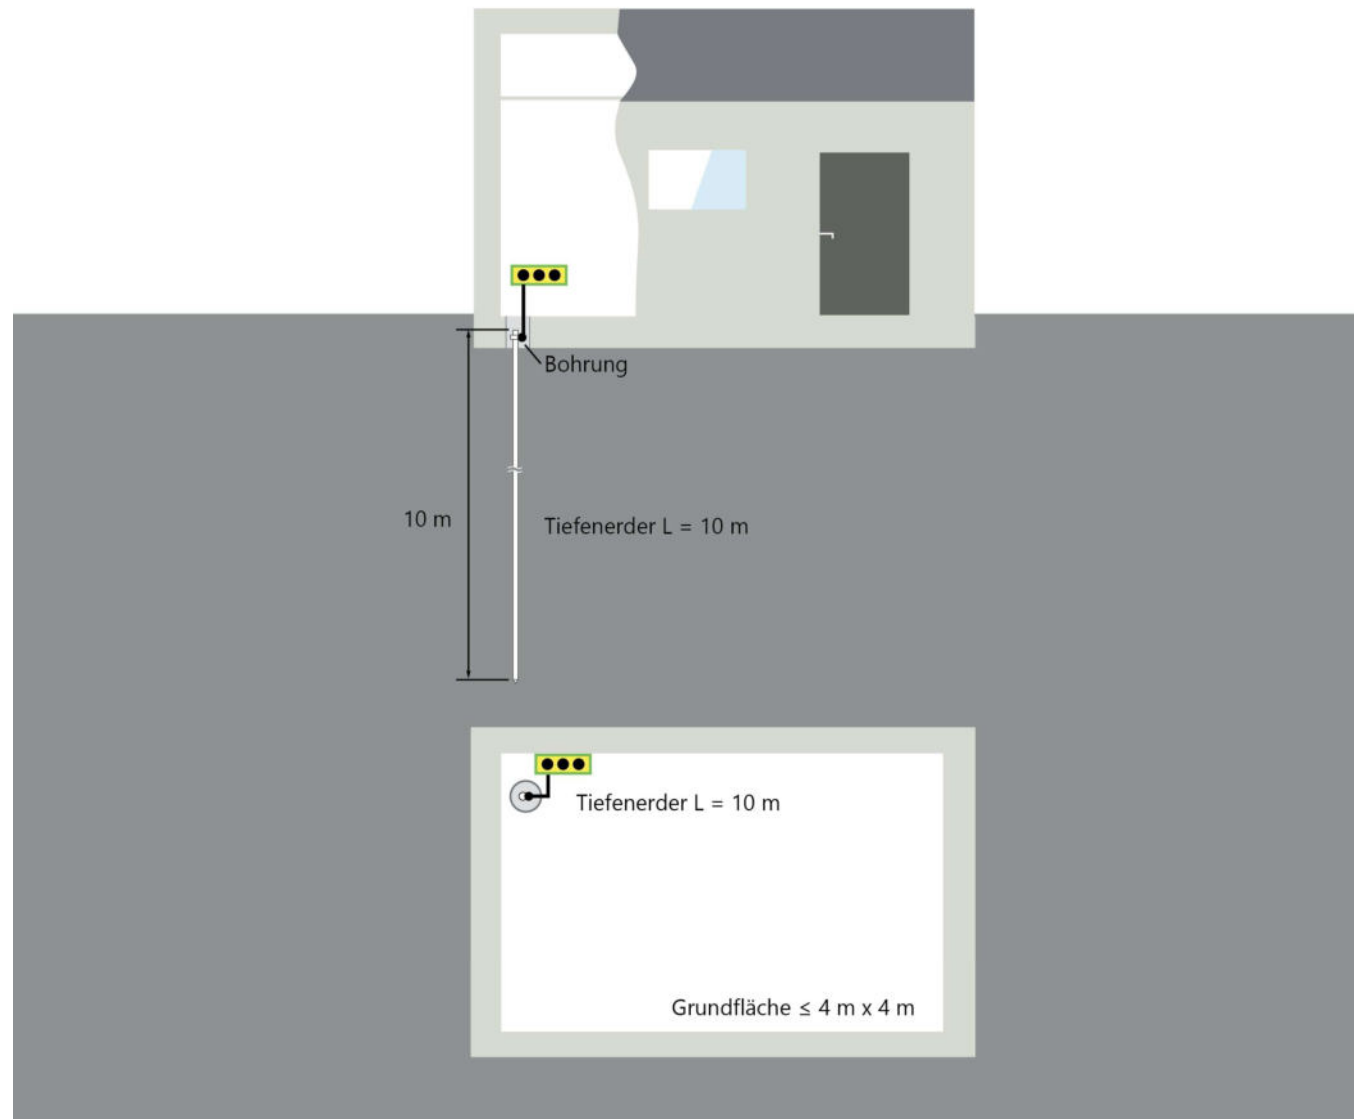 Bohrung
10 m
Tiefenerder L = 10 m
Tiefenerder L = 10 m
Grundfläche ≤ 4 m x 4 m